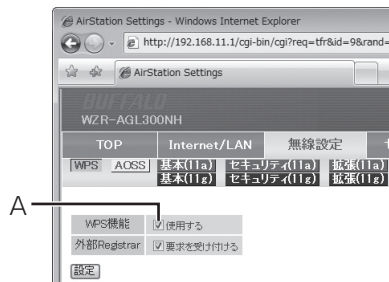 AirStation Settings - Windows Internet Explorer
http://192.168.11.1/cgi-bin/cgi?req=tfr&id=9&rand=
AirStation Settings
BUFFALO
WZR-AGL300NH
TOP Internet/LAN 無線設定
WPS AOSS 基本(11a) セキュリティ(11a) 拡張(11a)
基本(11g) セキュリティ(11g) 拡張(11g)
A
WPS機能 使用する
外部Registrar 要求を受け付ける
設定